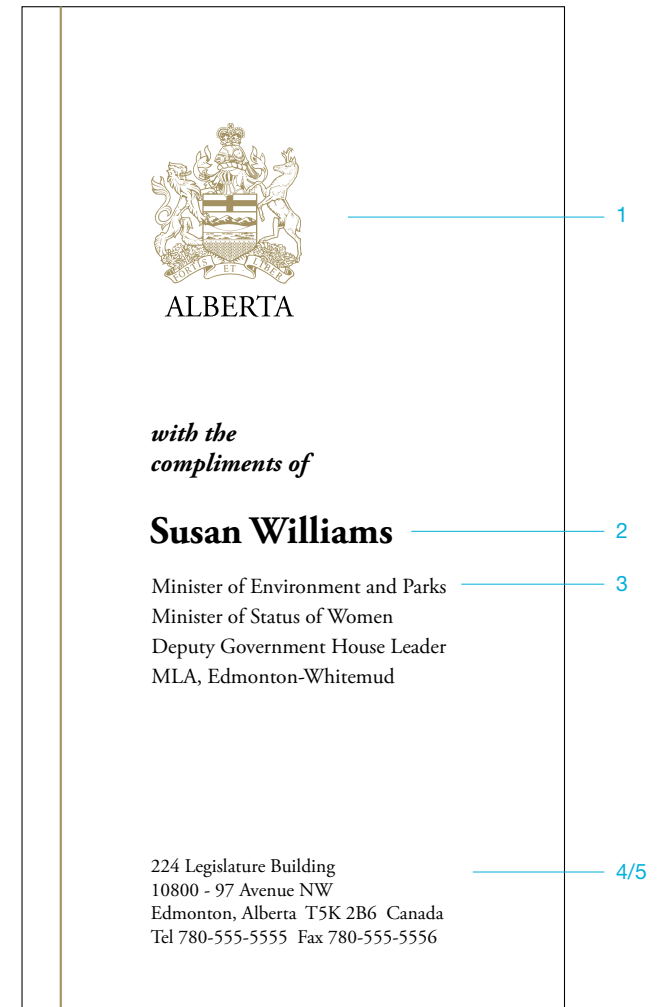 FORTIS ET LIBER
ALBERTA
1
with the
compliments of
Susan Williams
2
Minister of Environment and Parks
3
Minister of Status of Women
Deputy Government House Leader
MLA, Edmonton-Whitemud
224 Legislature Building
4/5
10800 - 97 Avenue NW
Edmonton, Alberta  T5K 2B6  Canada
Tel 780-555-5555  Fax 780-555-5556